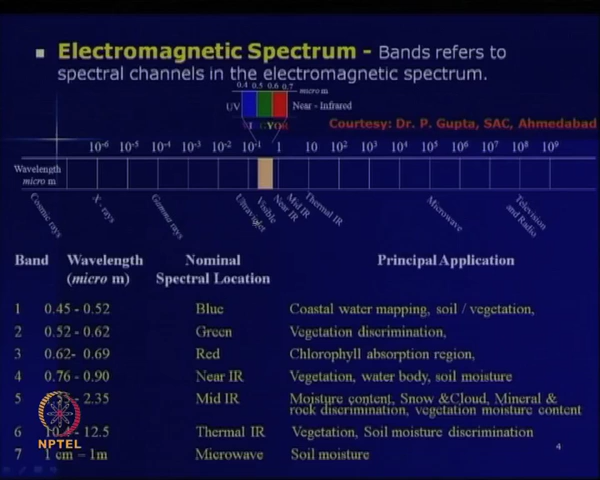 Electromagnetic Spectrum - Bands refers to
spectral channels in the electromagnetic spectrum.
0.4 0.5 0.6 0.7 micro m
UV Near - Infrared
Courtesy: Dr. P. Gupta, SAC, Ahmedabad
10-6 10-5 10-4 10-3 10-2 10-1 1 10 10² 10³ 10⁴ 10⁵ 10⁶ 10⁷ 10⁸ 10⁹
Wavelength
micro m
Cosmic rays X - rays Gamma rays Ultraviolet Visible Near IR Mid IR Thermal IR Microwave Television and Radio
Band Wavelength (micro m) Nominal Spectral Location Principal Application
1 0.45 - 0.52 Blue Coastal water mapping, soil / vegetation,
2 0.52 - 0.62 Green Vegetation discrimination,
3 0.62- 0.69 Red Chlorophyll absorption region,
4 0.76 - 0.90 Near IR Vegetation, water body, soil moisture
5 - 2.35 Mid IR Moisture content, Snow &Cloud, Mineral &
rock discrimination, vegetation moisture content
6 - 12.5 Thermal IR Vegetation, Soil moisture discrimination
7 1 cm - 1m Microwave Soil moisture
NPTEL
4